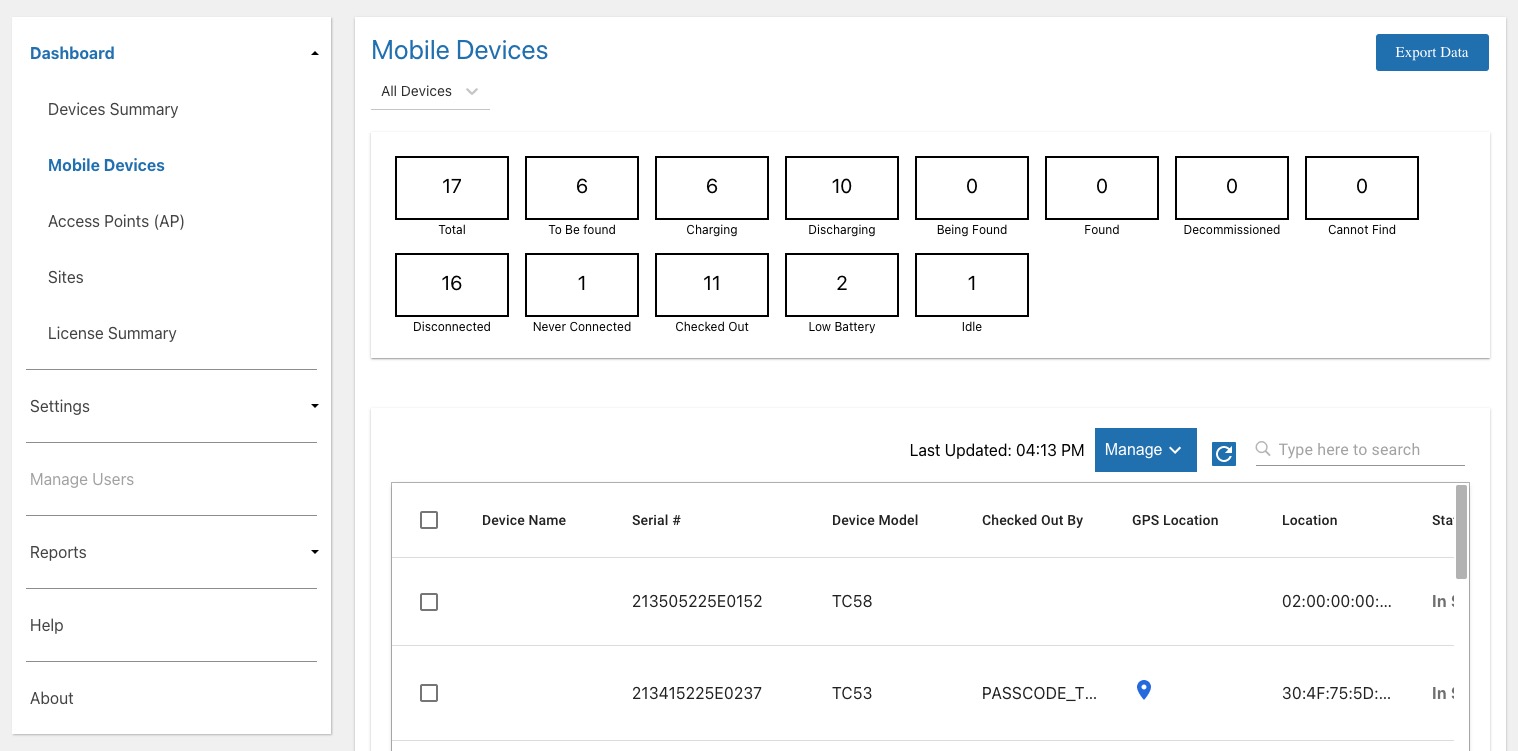 Dashboard
Devices Summary
Mobile Devices
Access Points (AP)
Sites
License Summary
Settings
Manage Users
Reports
Help
About
Mobile Devices
Export Data
All Devices
17 6 6 10 0 0 0 0
Total To Be found Charging Discharging Being Found Found Decommissioned Cannot Find
16 1 11 2 1
Disconnected Never Connected Checked Out Low Battery Idle
Last Updated: 04:13 PM Manage Type here to search
Device Name Serial # Device Model Checked Out By GPS Location Location Sta
213505225E0152 TC58 02:00:00:00:... In
213415225E0237 TC53 PASSCODE_T... 30:4F:75:5D:... In